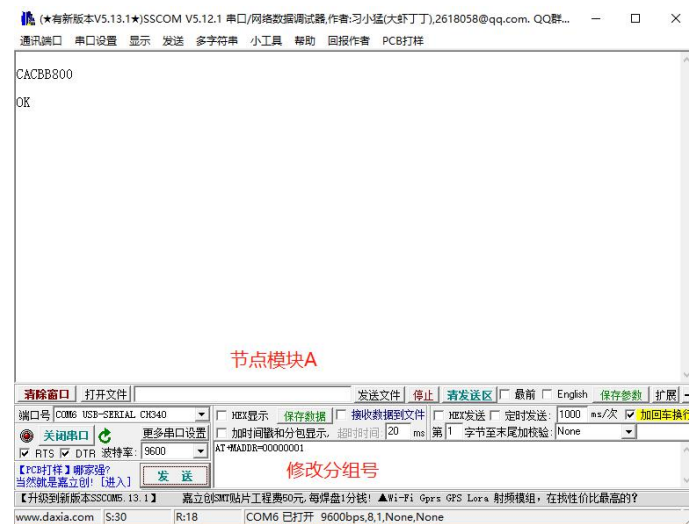 (★有新版本V5.13.1★)SSCOM V5.12.1 串口/网络数据调试器,作者:习小猛(大虾丁丁),2618058@qq.com. QQ群...
通讯端口 串口设置 显示 发送 多字符串 小工具 帮助 回报作者 PCB打样
CACBB800
OK
节点模块A
清除窗口 打开文件 发送文件 停止 清发送区 最前 English 保存参数 扩展 -
端口号 COM6 USB-SERIAL CH340 HEX显示 保存数据 接收数据到文件 HEX发送 定时发送: 1000 ms/次 加回车换行
关闭串口 更多串口设置 加时间戳和分包显示, 超时时间: 20 ms 第 1 字节至末尾加校验: None
RTS DTR 波特率: 9600 AT+MADDR=00000001
修改分组号
【PCB打样】哪家强?
当然就是嘉立创! [进入] 发 送
【升级到新版本SSCOM5.13.1】 嘉立创SMT贴片工程费50元,每焊盘1分钱! ▲Wi-Fi Gprs GPS Lora 射频模组, 在找性价比最高的?
www.daxia.com S:30 R:18 COM6 已打开 9600bps,8,1,None,None